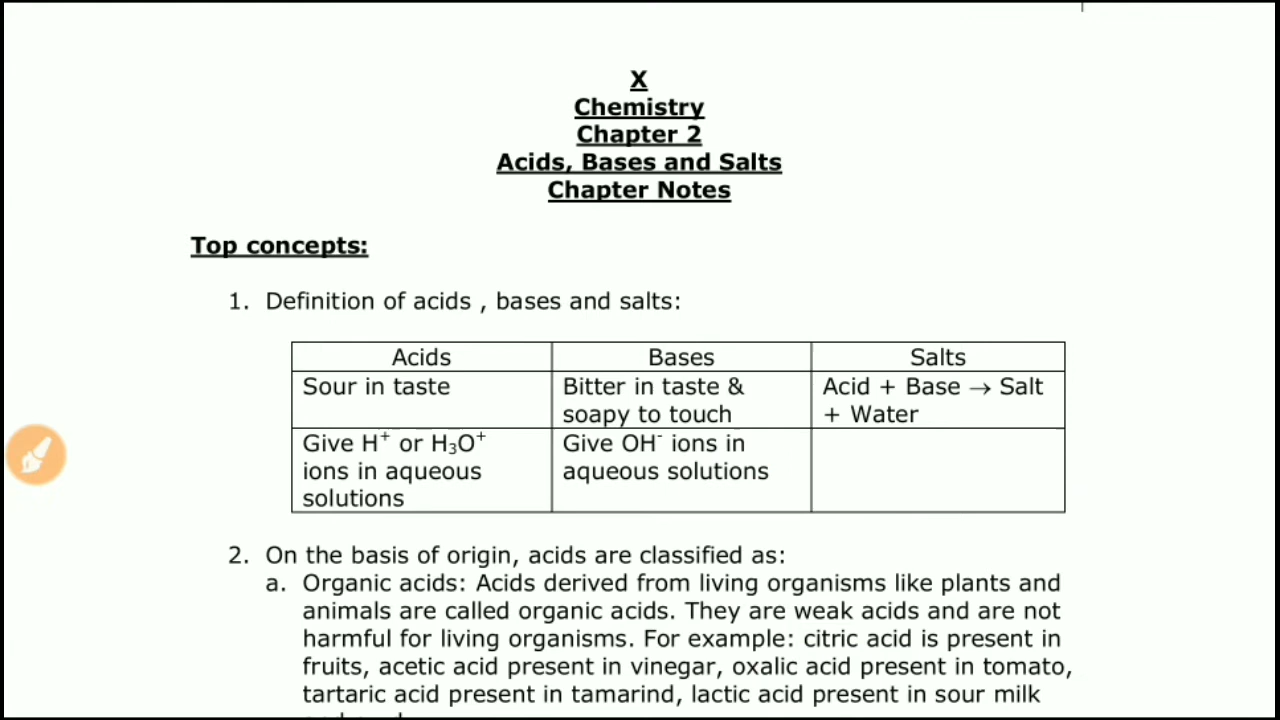 X
Chemistry
Chapter 2
Acids, Bases and Salts
Chapter Notes
Top concepts:
1. Definition of acids , bases and salts:
Acids Bases Salts
Sour in taste Bitter in taste & Acid + Base → Salt
soapy to touch + Water
Give H⁺ or H₃O⁺ Give OH⁻ ions in
ions in aqueous aqueous solutions
solutions
2. On the basis of origin, acids are classified as:
a. Organic acids: Acids derived from living organisms like plants and
animals are called organic acids. They are weak acids and are not
harmful for living organisms. For example: citric acid is present in
fruits, acetic acid present in vinegar, oxalic acid present in tomato,
tartaric acid present in tamarind, lactic acid present in sour milk